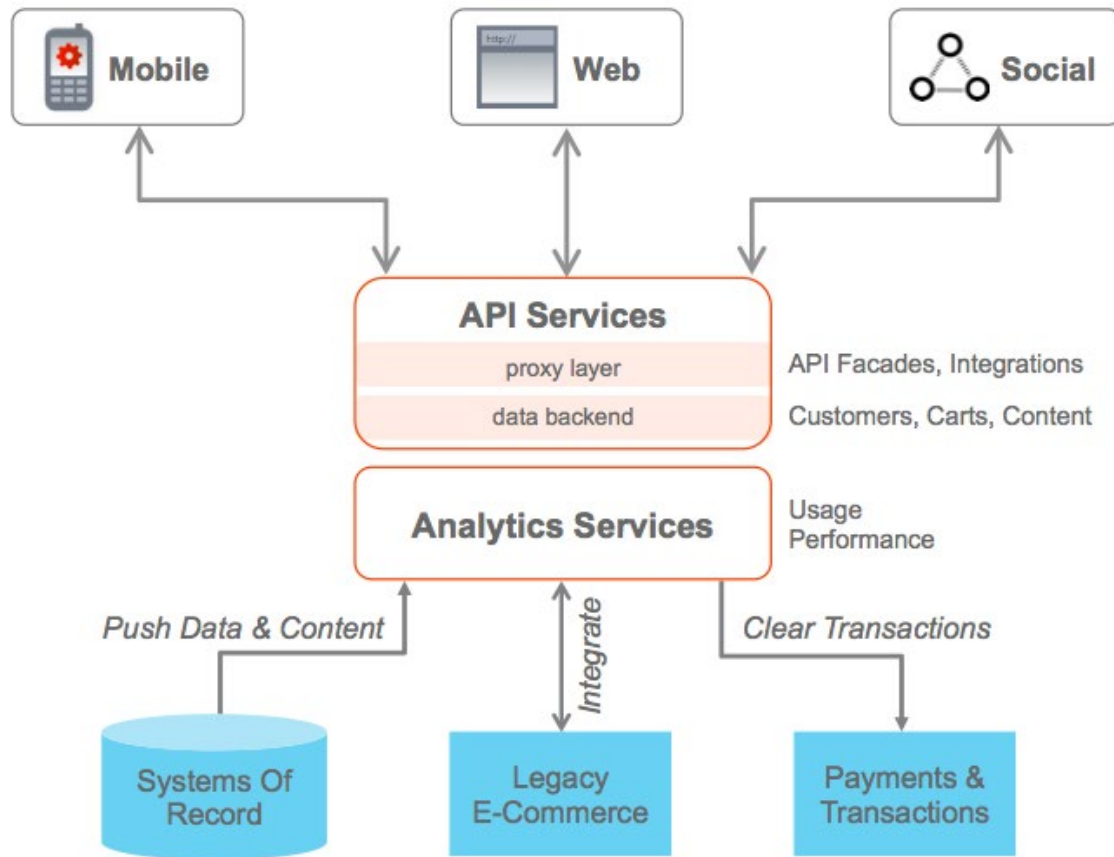 Mobile
http://
Web
Social
API Services
proxy layer
API Facades, Integrations
data backend
Customers, Carts, Content
Analytics Services
Usage
Performance
Push Data & Content
Integrate
Clear Transactions
Systems Of
Record
Legacy
E-Commerce
Payments &
Transactions